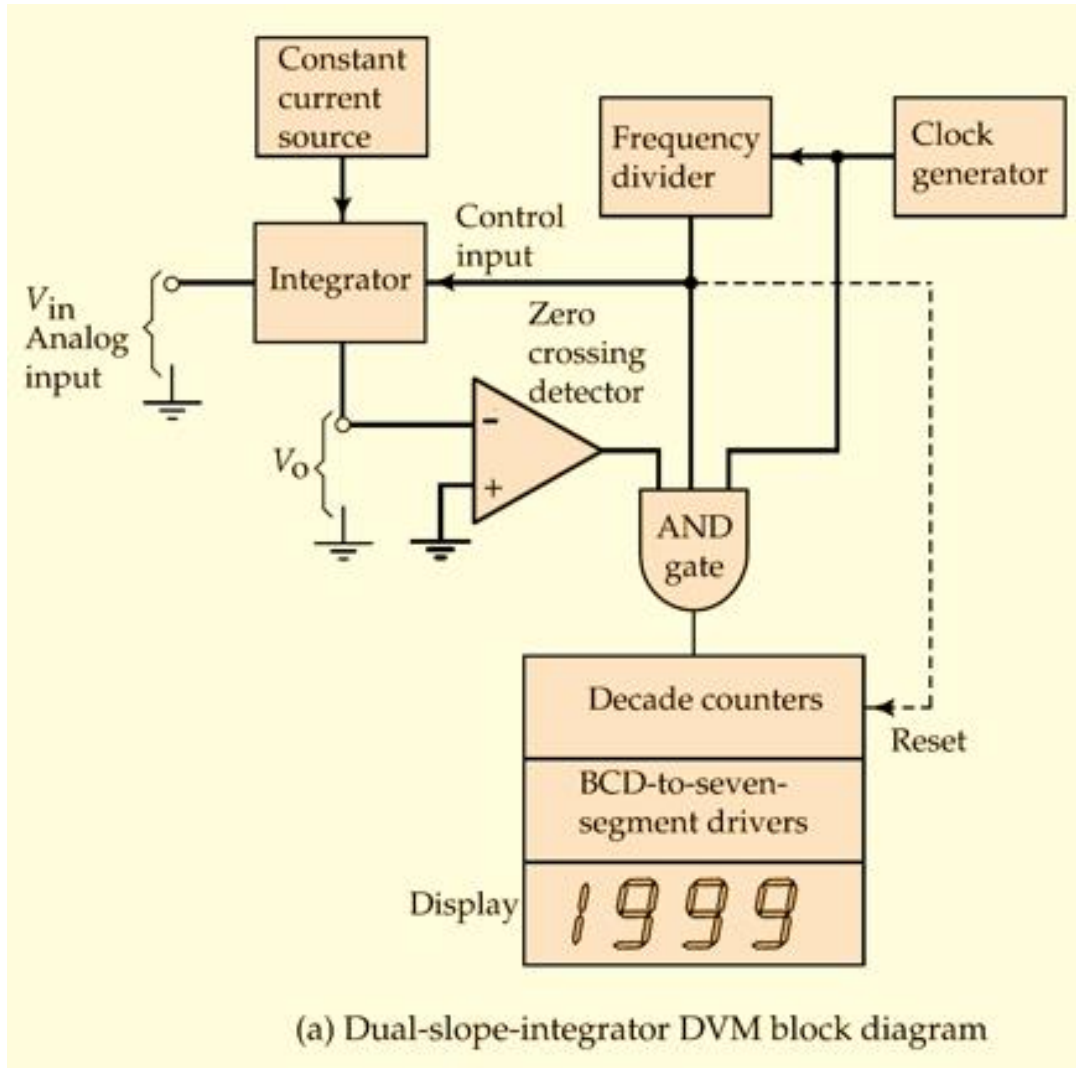 Constant
current
source
Frequency
divider
Clock
generator
Control
input
Integrator
Vin
Analog
input
Zero
crossing
detector
-
Vo
+
AND
gate
Decade counters
Reset
BCD-to-seven-
segment drivers
Display
1999
(a) Dual-slope-integrator DVM block diagram